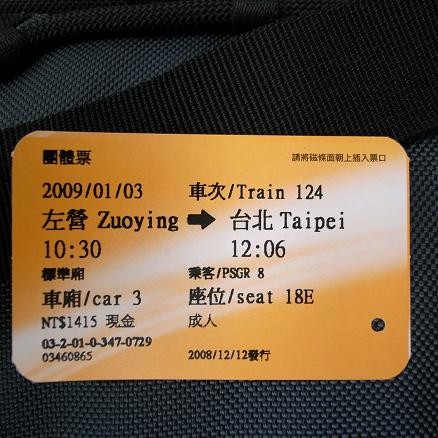 團體票 請將磁條面朝上插入票口
2009/01/03 車次/Train 124
左營 Zuoying ➡ 台北 Taipei
10:30 12:06
標準廂 乘客/PSGR 8
車廂/car 3 座位/seat 18E
NT$1415 現金 成人
03-2-01-0-347-0729
03460865 2008/12/12發行